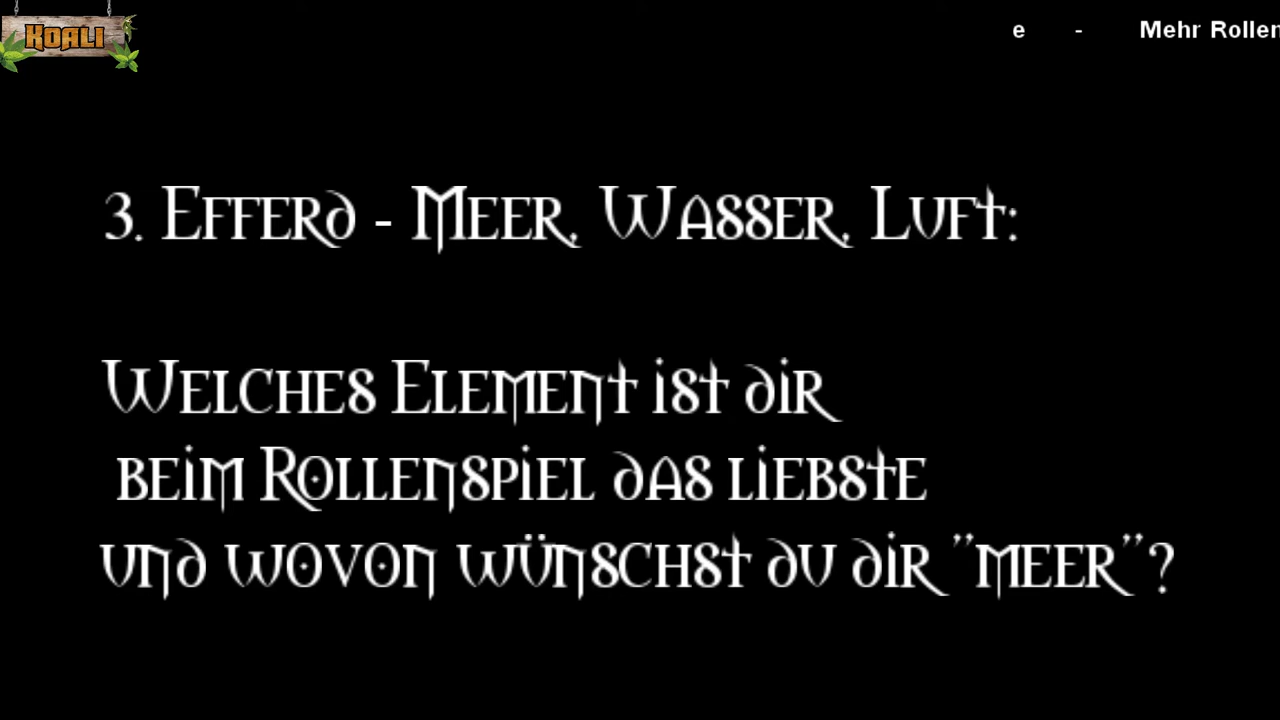 KOALI
e - Mehr Rollen
3. Efferd - Meer, Wasser, Luft:
Welches Element ist dir
beim Rollenspiel das liebste
und wovon wünschst du dir "meer"?